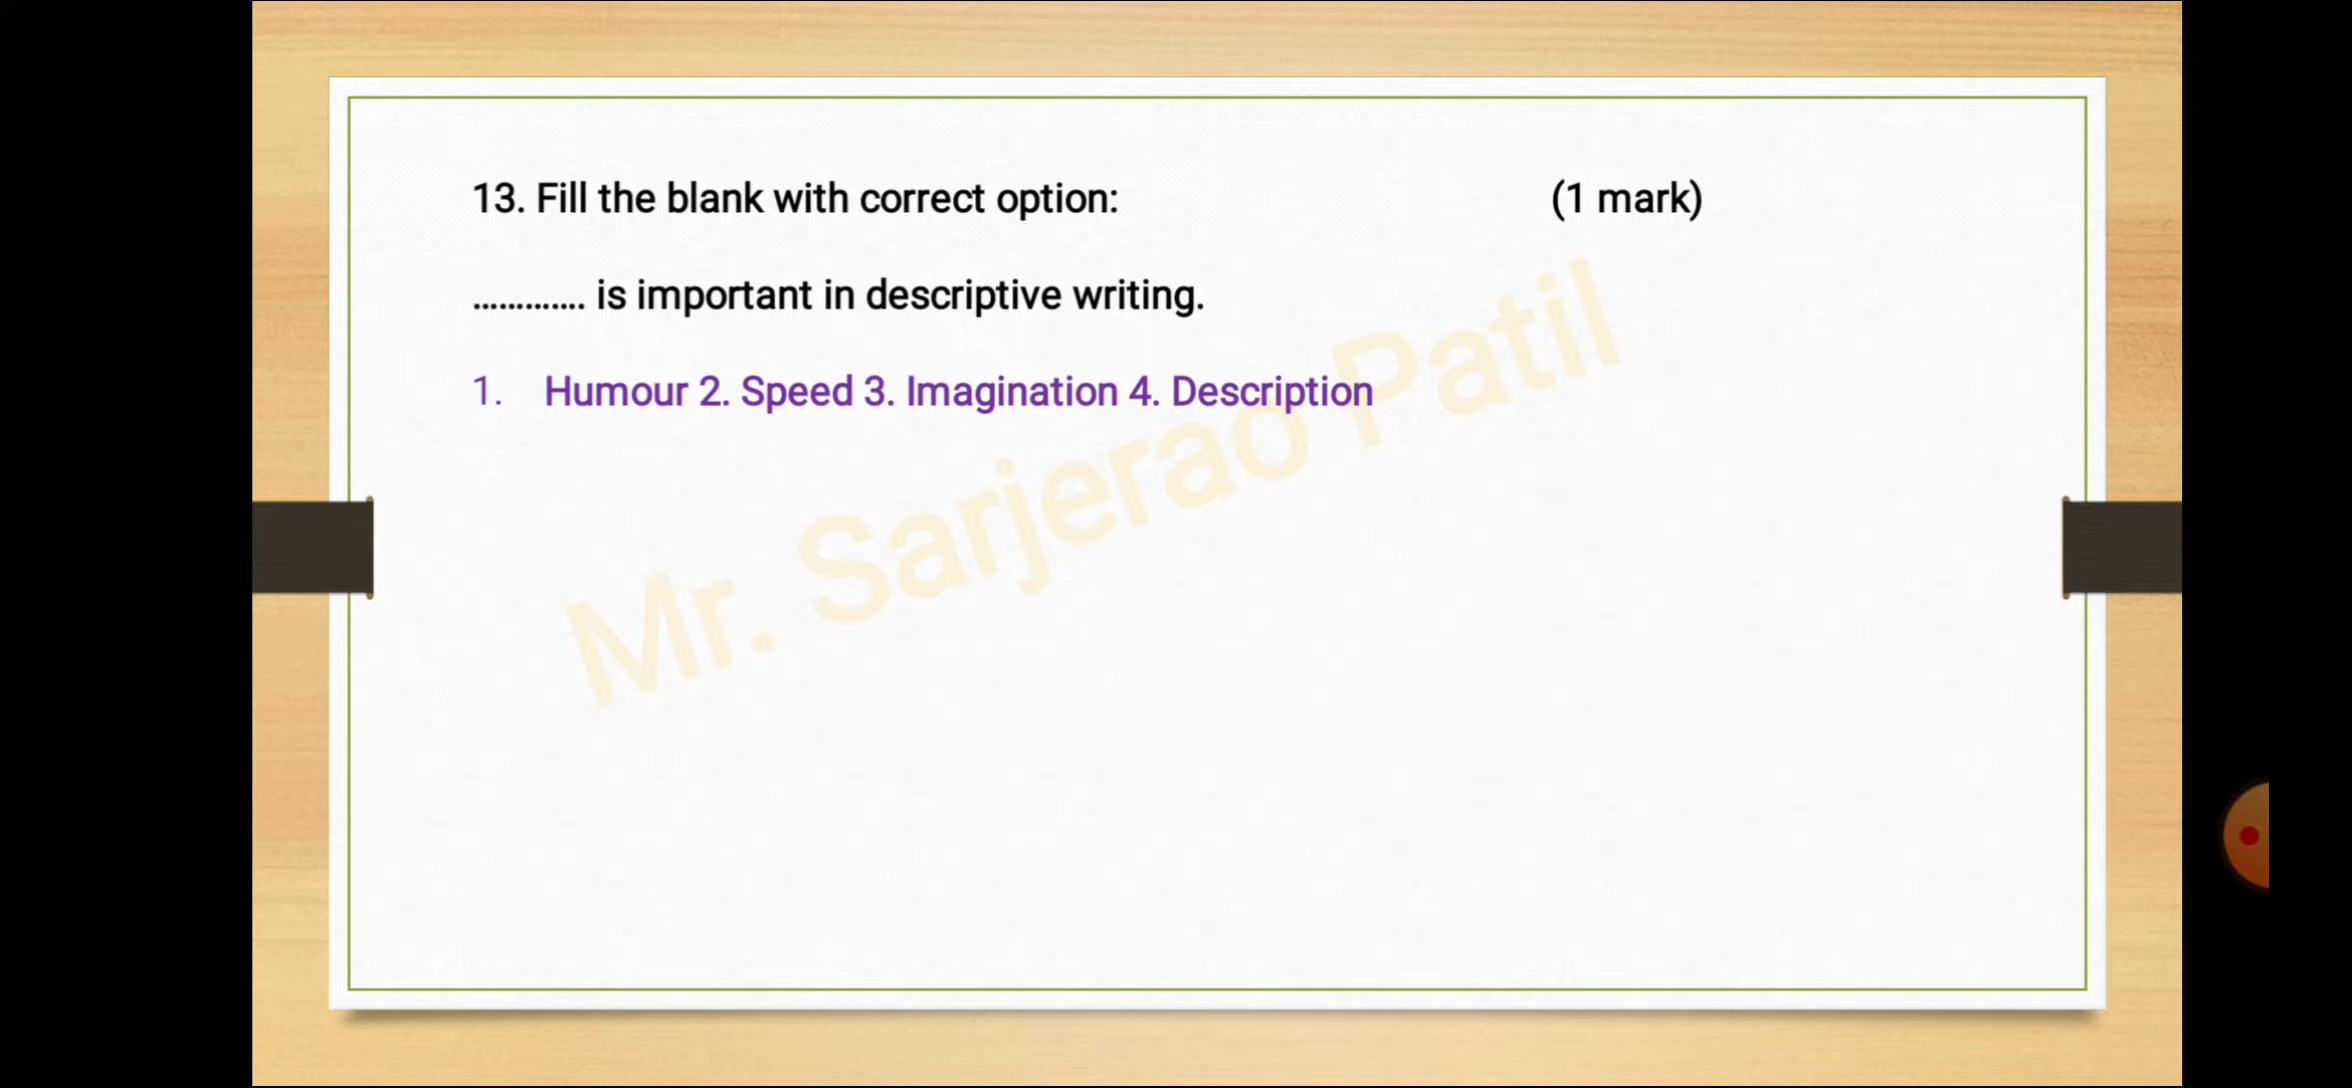 13. Fill the blank with correct option: (1 mark)
............. is important in descriptive writing.
1. Humour 2. Speed 3. Imagination 4. Description
Mr. Sarjerao Patil